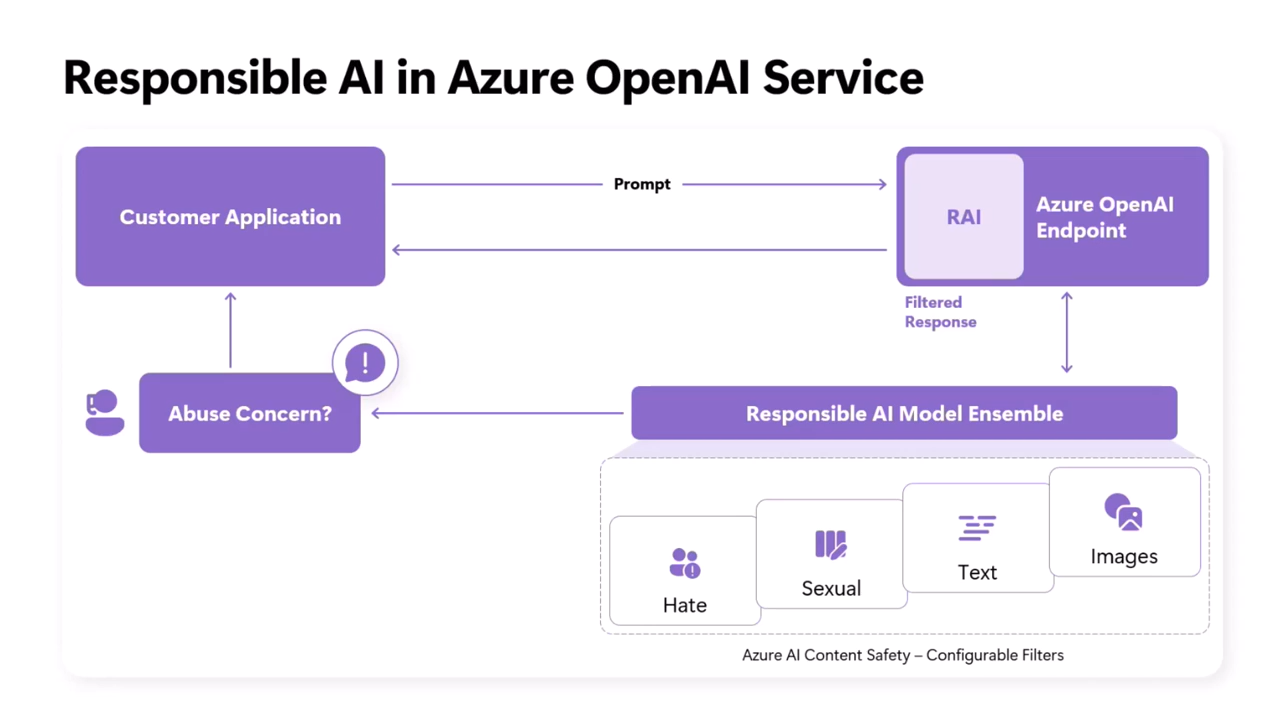 Responsible AI in Azure OpenAI Service
Customer Application
Prompt
RAI
Azure OpenAI
Endpoint
Filtered
Response
Abuse Concern?
Responsible AI Model Ensemble
Hate
Sexual
Text
Images
Azure AI Content Safety – Configurable Filters